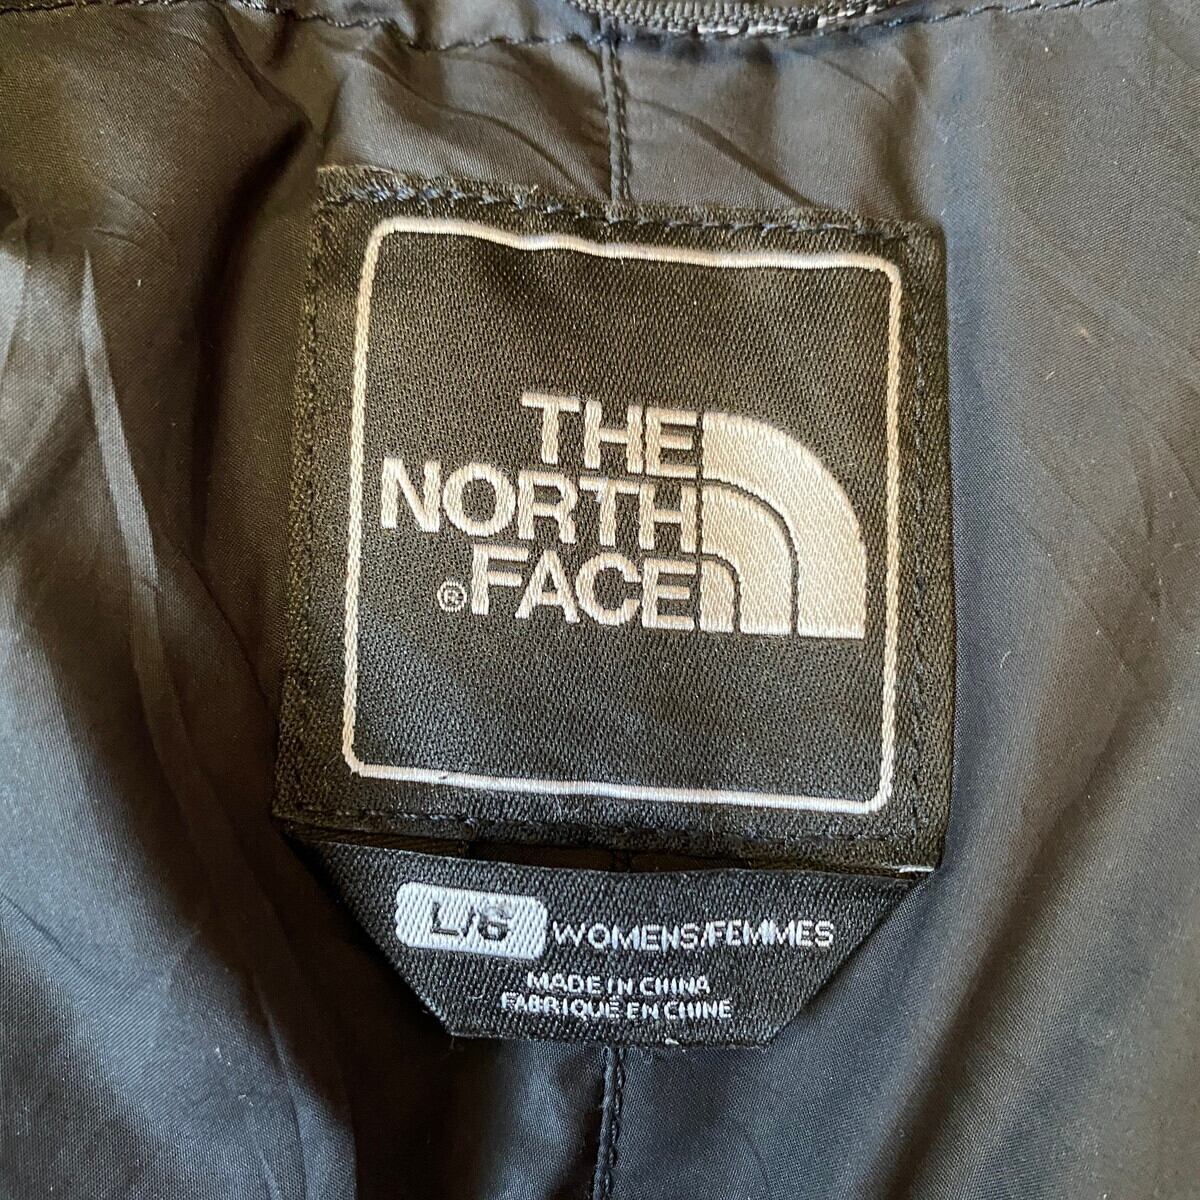 THE
NORTH
® FACE
L/G WOMENS/FEMMES
MADE IN CHINA
FABRIQUÉ EN CHINE